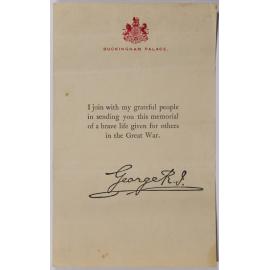 BUCKINGHAM PALACE.
I join with my grateful people
in sending you this memorial
of a brave life given for others
in the Great War.
George R.I.